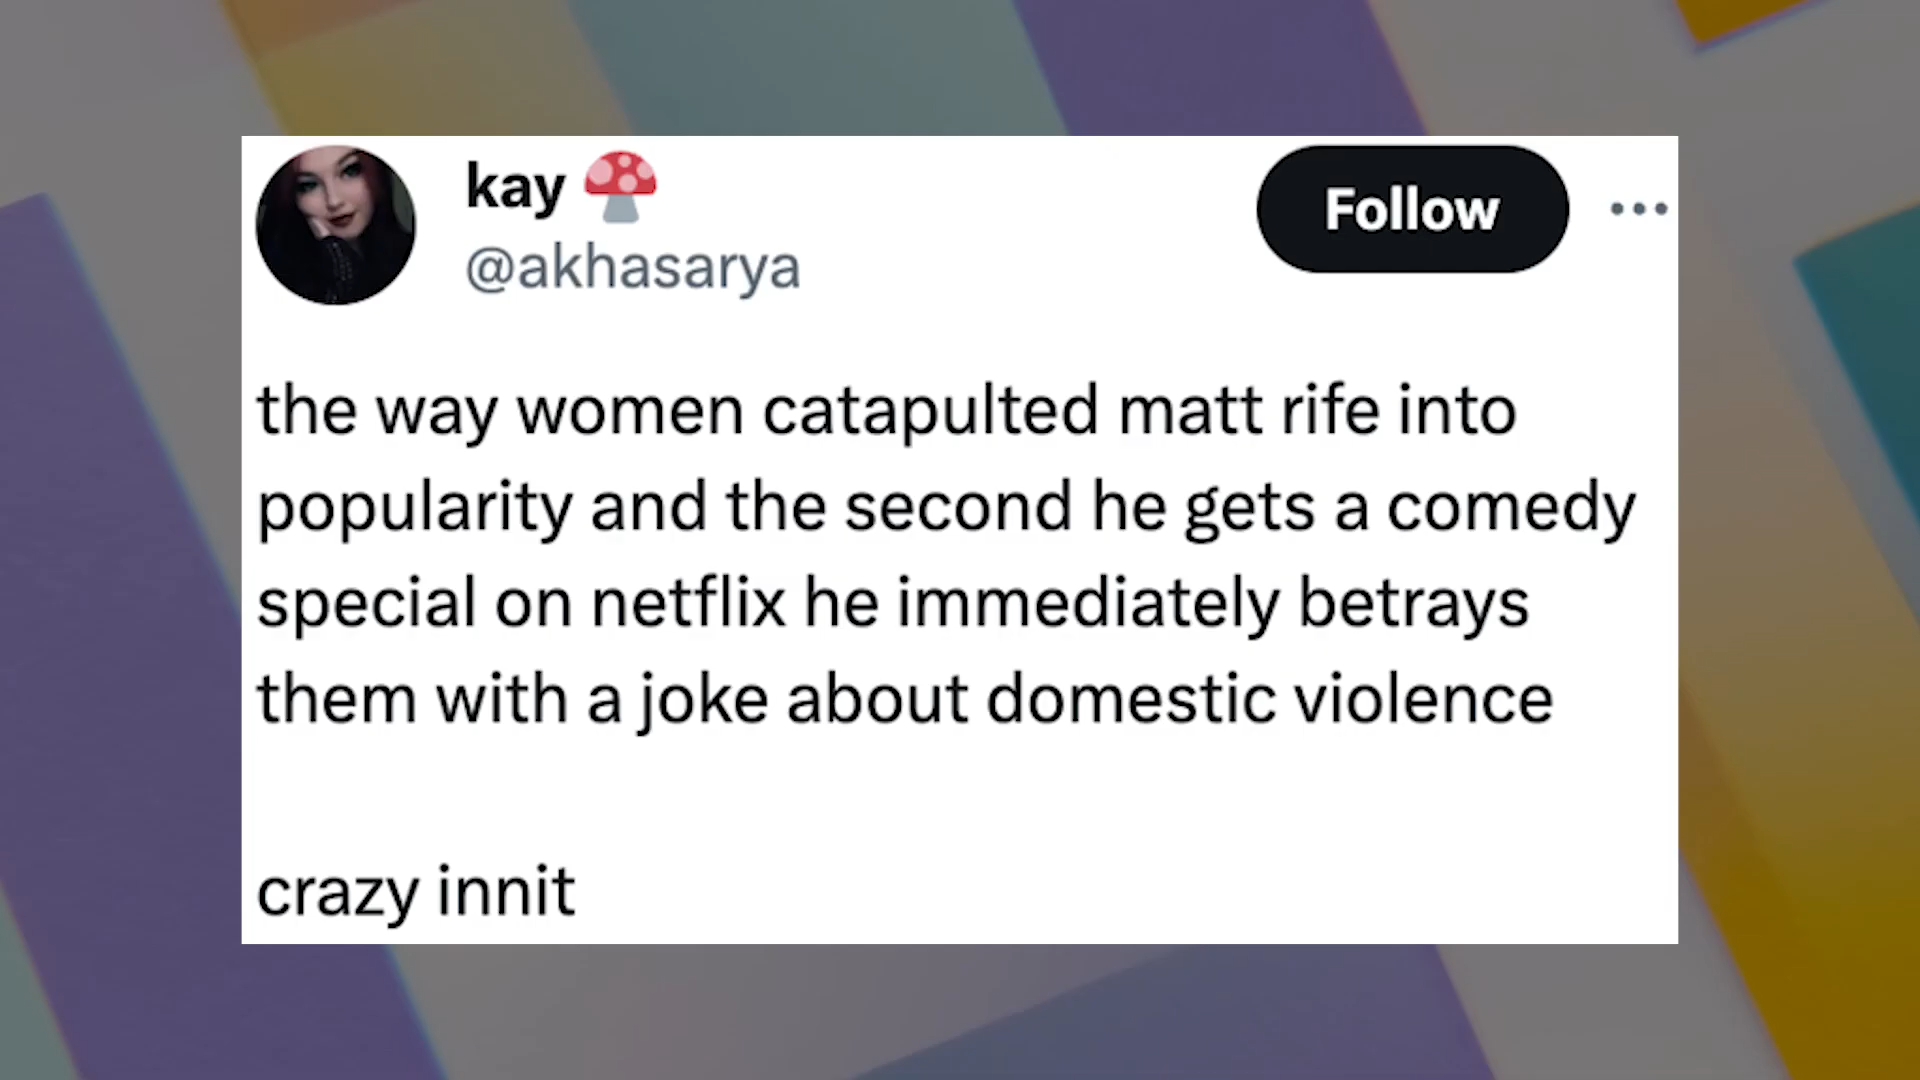 kay 🍄
@akhasarya
Follow
the way women catapulted matt rife into
popularity and the second he gets a comedy
special on netflix he immediately betrays
them with a joke about domestic violence
crazy innit